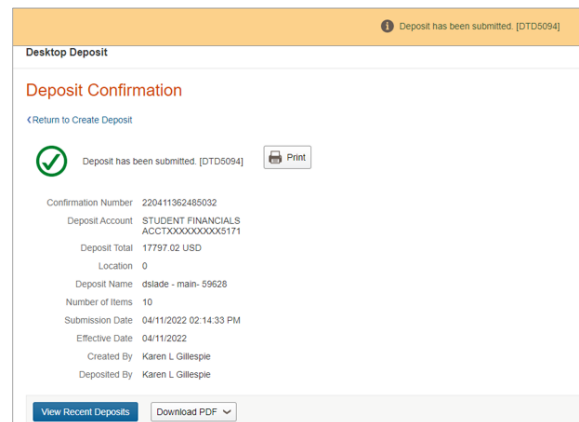 Deposit has been submitted. [DTD5094]
Desktop Deposit
Deposit Confirmation
Return to Create Deposit
Deposit has been submitted. [DTD5094]
Print
Confirmation Number 220411362485032
Deposit Account STUDENT FINANCIALS
ACCTXXXXXXXXX5171
Deposit Total 17797.02 USD
Location 0
Deposit Name dslade - main- 59628
Number of Items 10
Submission Date 04/11/2022 02:14:33 PM
Effective Date 04/11/2022
Created By Karen L Gillespie
Deposited By Karen L Gillespie
View Recent Deposits Download PDF